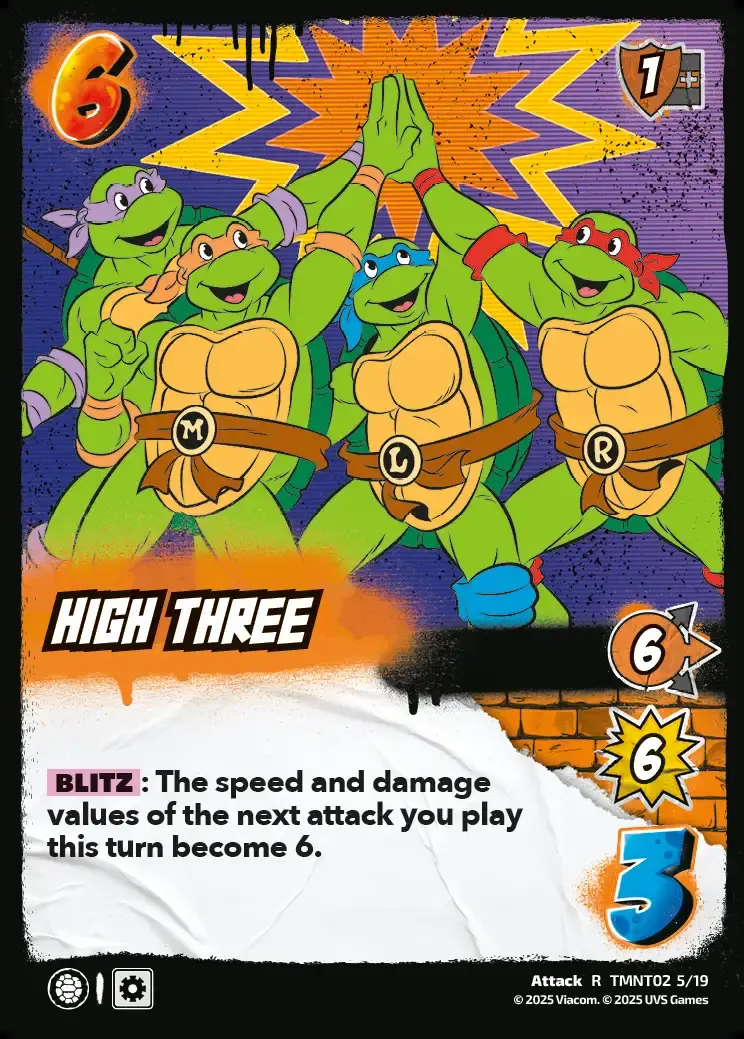 6
1
M
L
R
HIGH THREE
6
6
BLITZ : The speed and damage
values of the next attack you play
this turn become 6.
3
Attack R TMNT02 5/19
© 2025 Viacom. © 2025 UVS Games